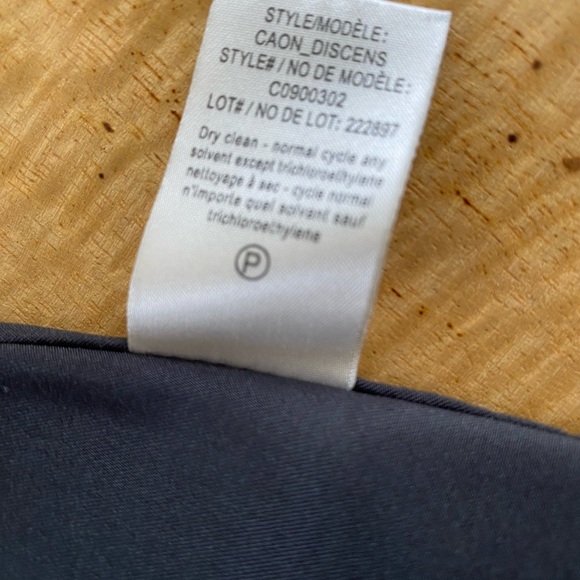 STYLE/MODÈLE:
CAON_DISCENS
STYLE# / NO DE MODÈLE:
C0900302
LOT# / NO DE LOT: 222897
Dry clean - normal cycle any
solvent except trichloroethylene
nettoyage à sec - cycle normal
n'importe quel solvant sauf
trichloroethylene
P